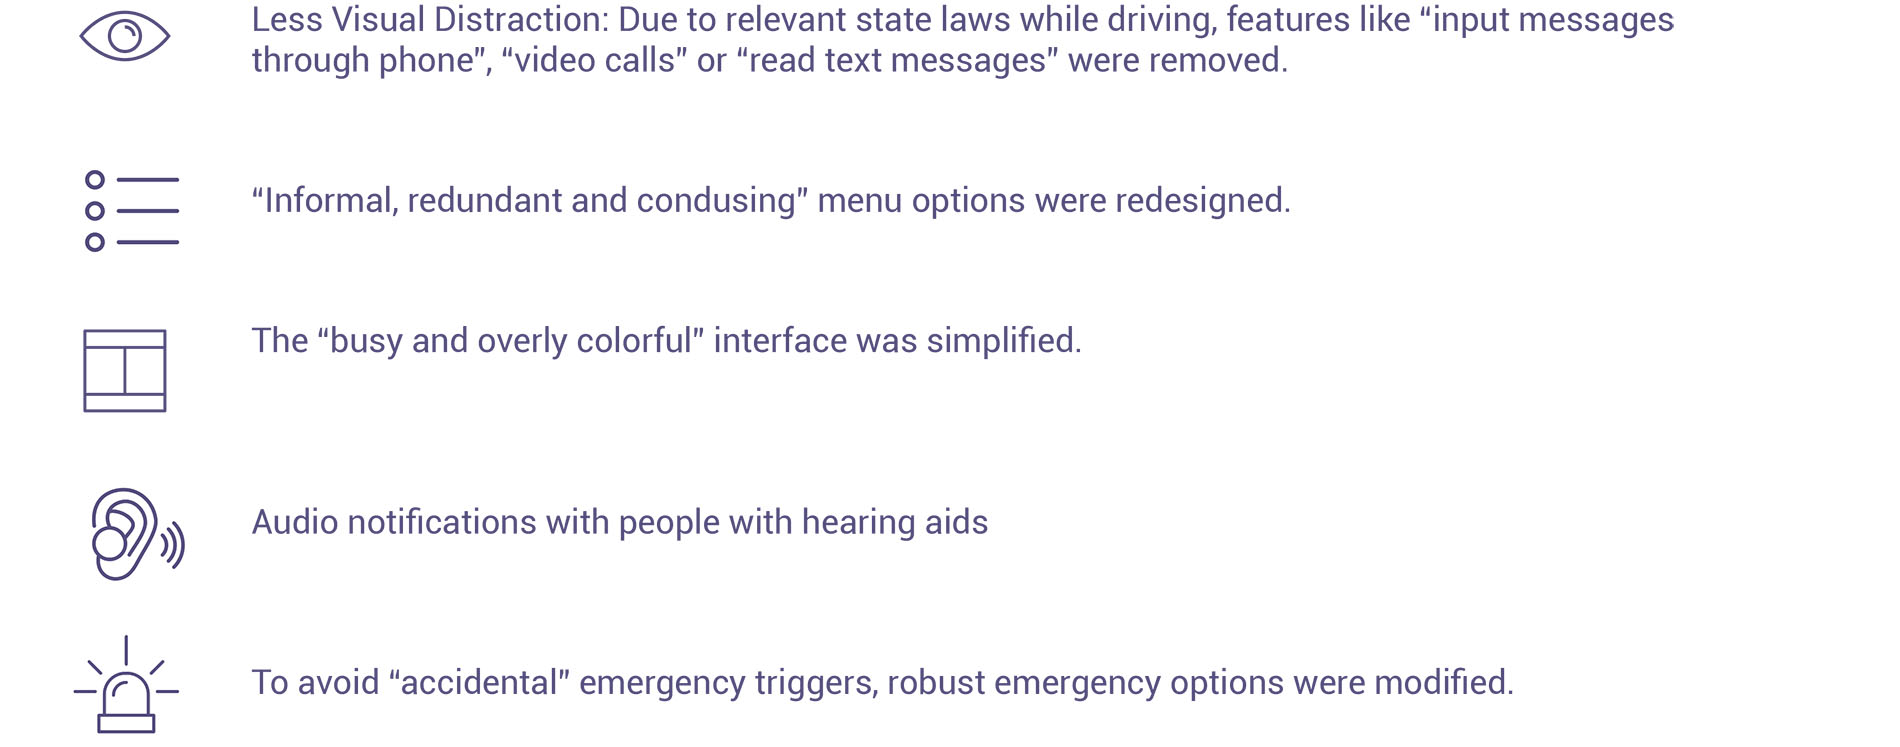 Less Visual Distraction: Due to relevant state laws while driving, features like “input messages
through phone”, “video calls” or “read text messages” were removed.
“Informal, redundant and condusing” menu options were redesigned.
The “busy and overly colorful” interface was simplified.
Audio notifications with people with hearing aids
To avoid “accidental” emergency triggers, robust emergency options were modified.